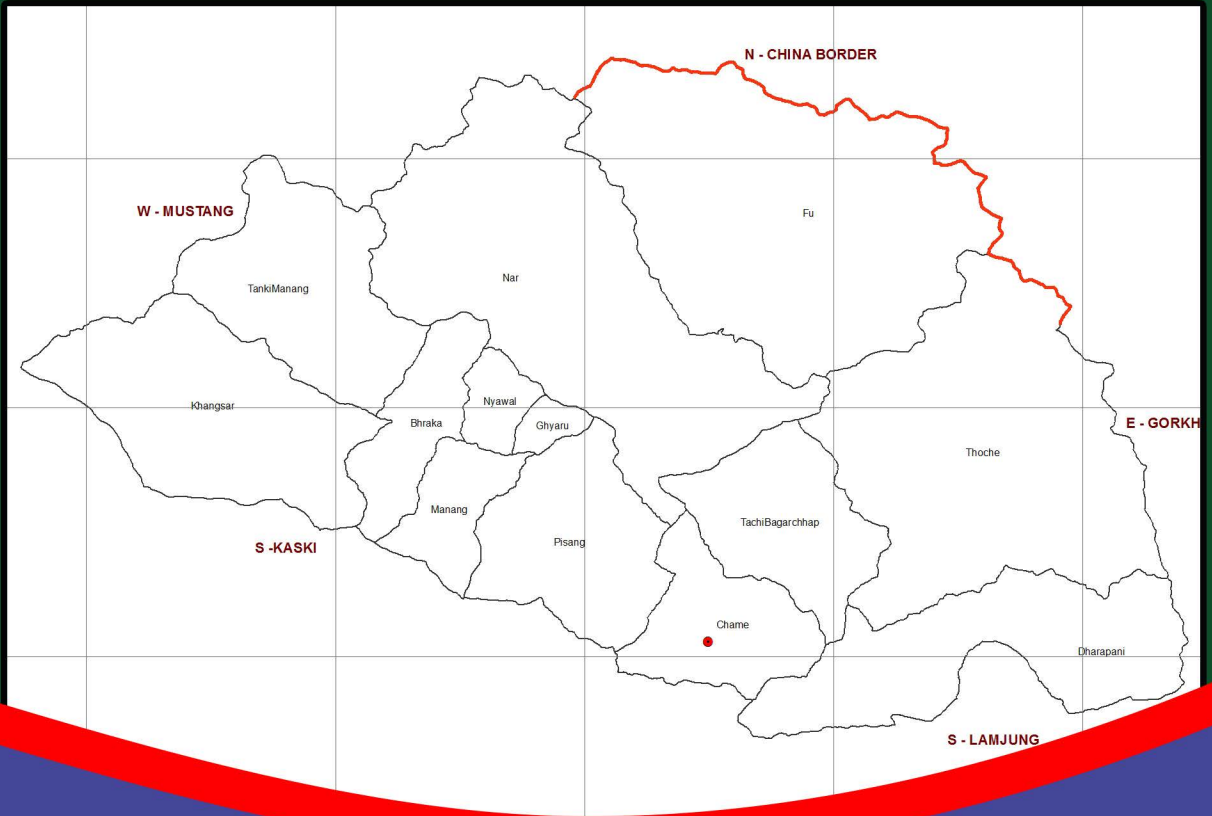 N - CHINA BORDER
W - MUSTANG
Fu
Nar
TankiManang
Nyawal
Khangsar
Bhraka
Ghyaru
E - GORKH
Thoche
Manang
TachiBagarchhap
Pisang
S -KASKI
Chame
Dharapani
S - LAMJUNG